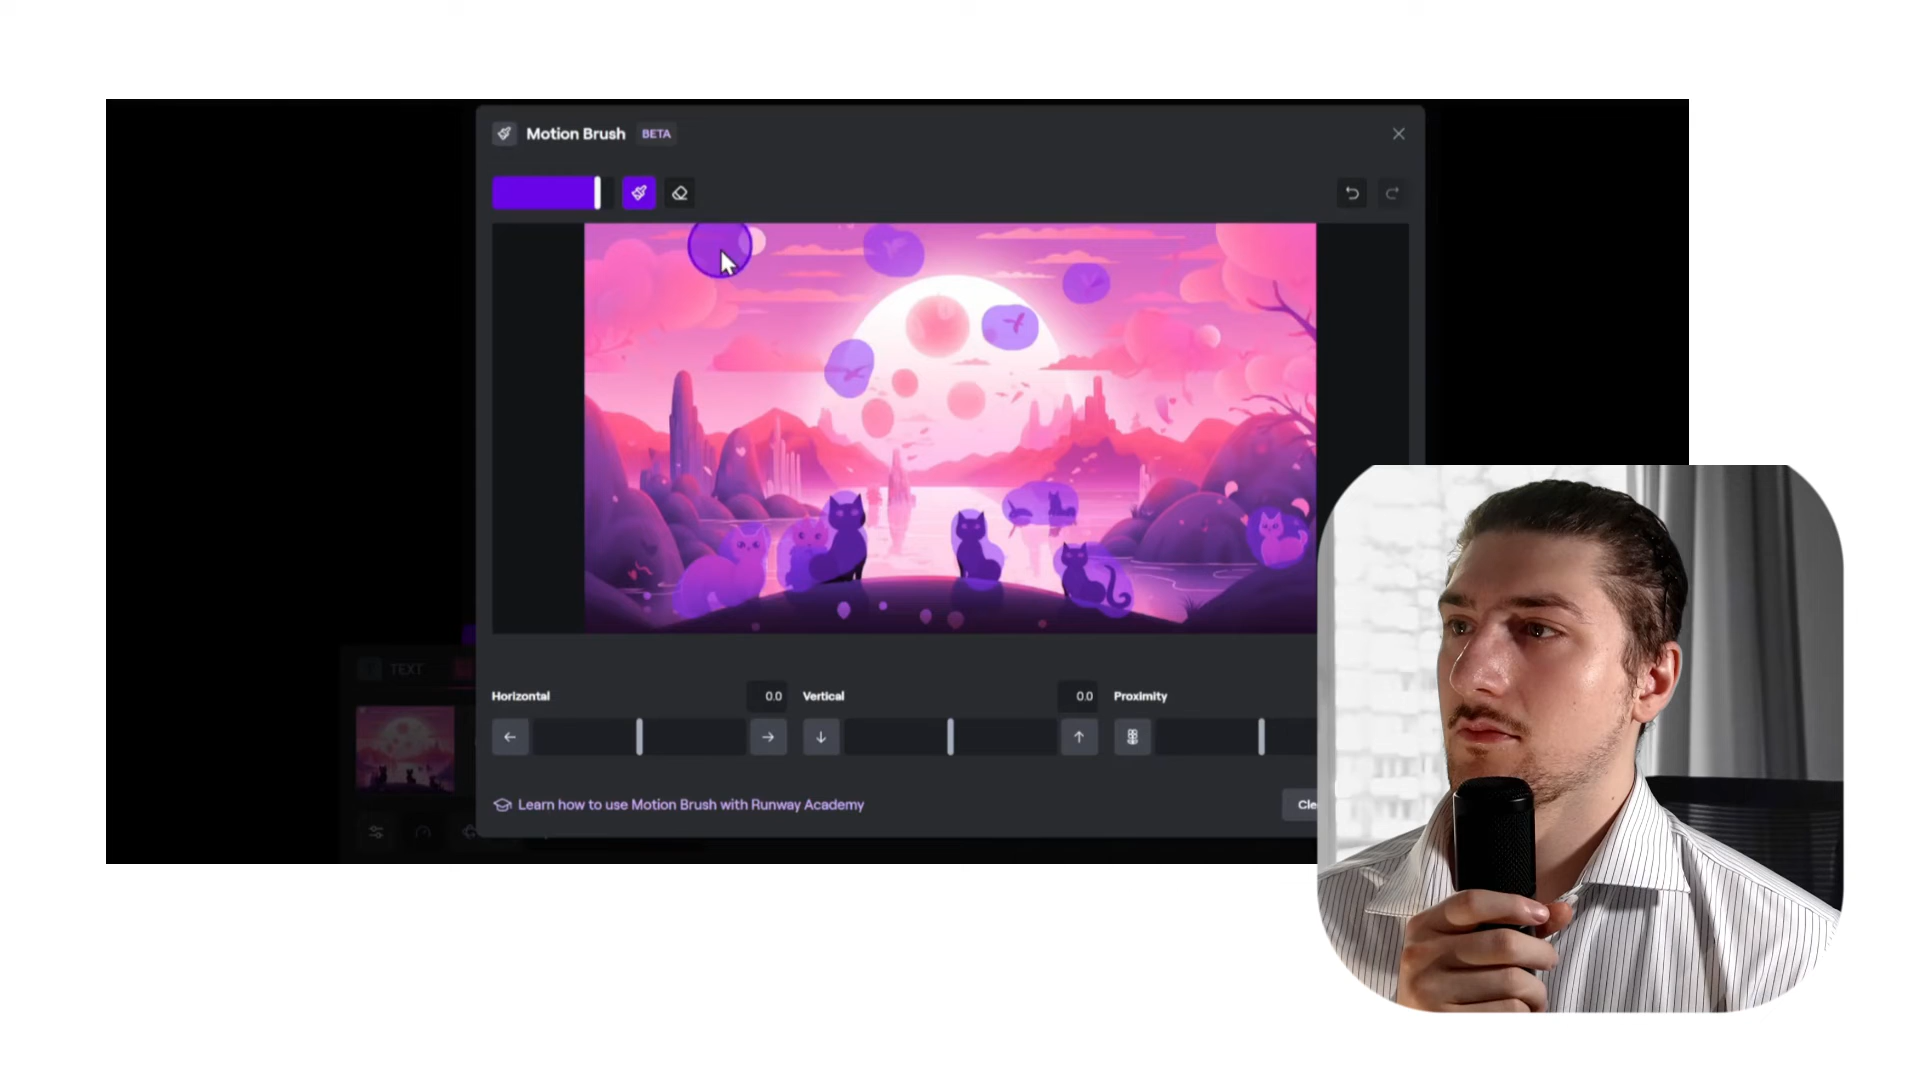 Motion Brush BETA
TEXT
Horizontal 0.0 Vertical 0.0 Proximity
Learn how to use Motion Brush with Runway Academy
Cle